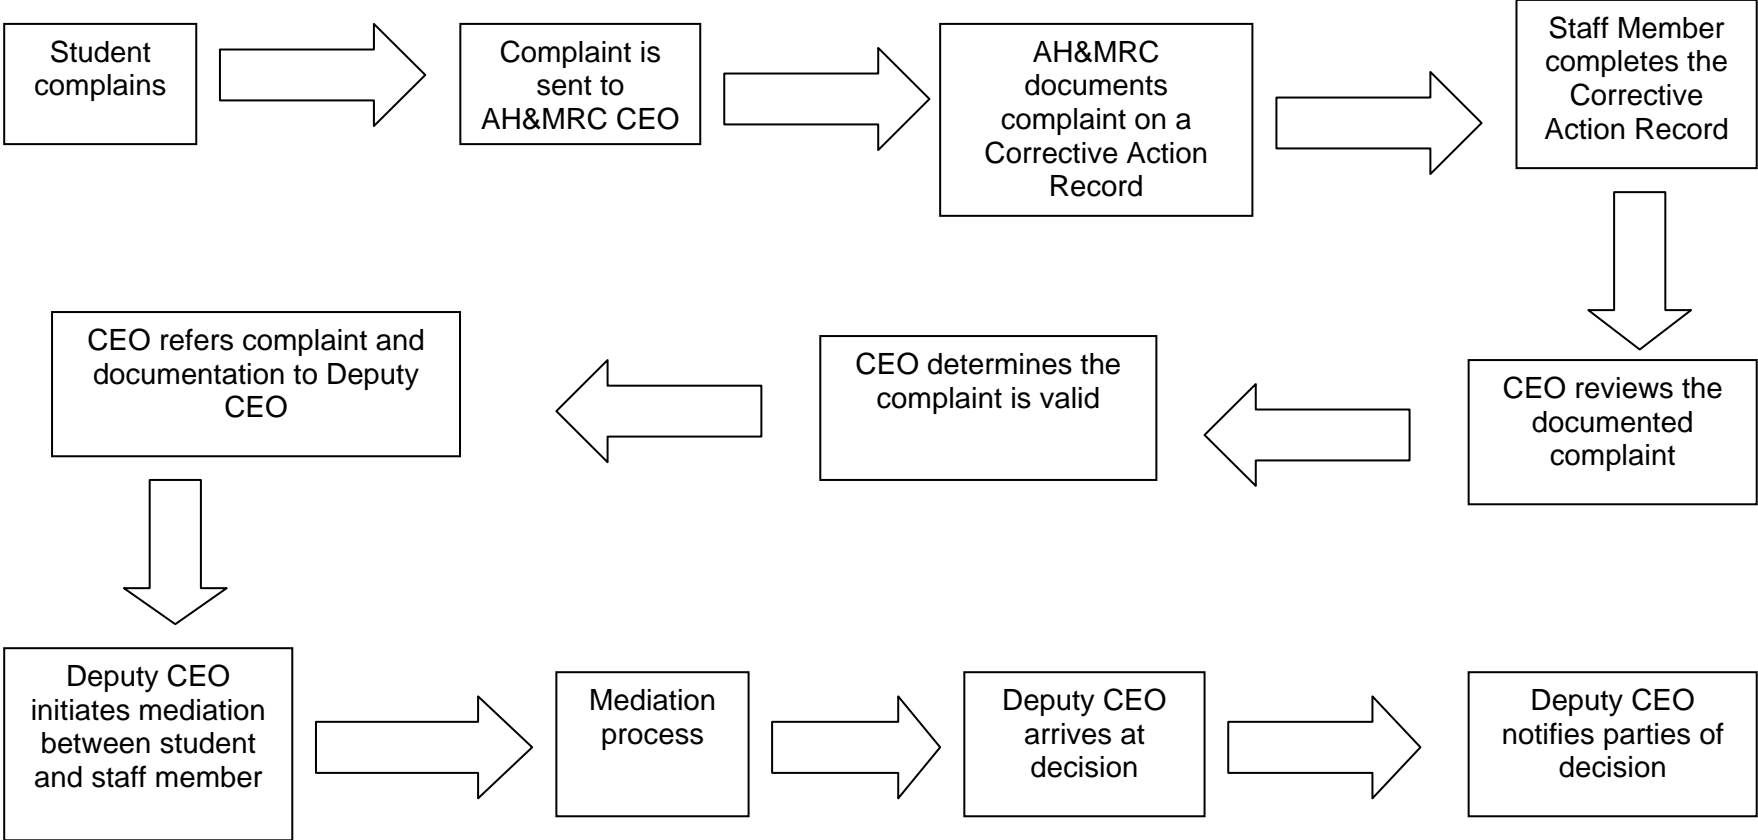 Student
complains
Complaint is
sent to
AH&MRC CEO
AH&MRC
documents
complaint on a
Corrective Action
Record
Staff Member
completes the
Corrective
Action Record
CEO reviews the
documented
complaint
CEO determines the
complaint is valid
CEO refers complaint and
documentation to Deputy
CEO
Deputy CEO
initiates mediation
between student
and staff member
Mediation
process
Deputy CEO
arrives at
decision
Deputy CEO
notifies parties of
decision